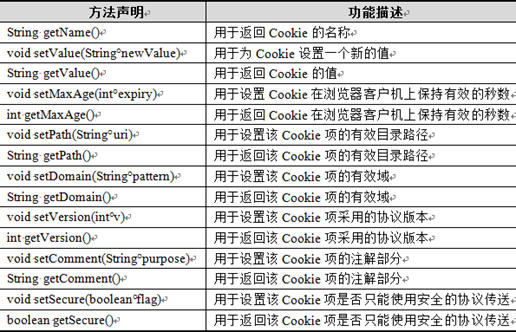 方法声明 功能描述
String getName() 用于返回 Cookie 的名称
void setValue(String°newValue) 用于为 Cookie 设置一个新的值
String getValue() 用于返回 Cookie 的值
void setMaxAge(int°expiry) 用于设置 Cookie 在浏览器客户机上保持有效的秒数
int getMaxAge() 用于返回 Cookie 在浏览器客户机上保持有效的秒数
void setPath(String°uri) 用于设置该 Cookie 项的有效目录路径
String getPath() 用于返回该 Cookie 项的有效目录路径
void setDomain(String°pattern) 用于设置该 Cookie 项的有效域
String getDomain() 用于返回该 Cookie 项的有效域
void setVersion(int°v) 用于设置该 Cookie 项采用的协议版本
int getVersion() 用于返回该 Cookie 项采用的协议版本
void setComment(String°purpose) 用于设置该 Cookie 项的注解部分
String getComment() 用于返回该 Cookie 项的注解部分
void setSecure(boolean°flag) 用于设置该 Cookie 项是否只能使用安全的协议传送
boolean getSecure() 用于返回该 Cookie 项是否只能使用安全的协议传送